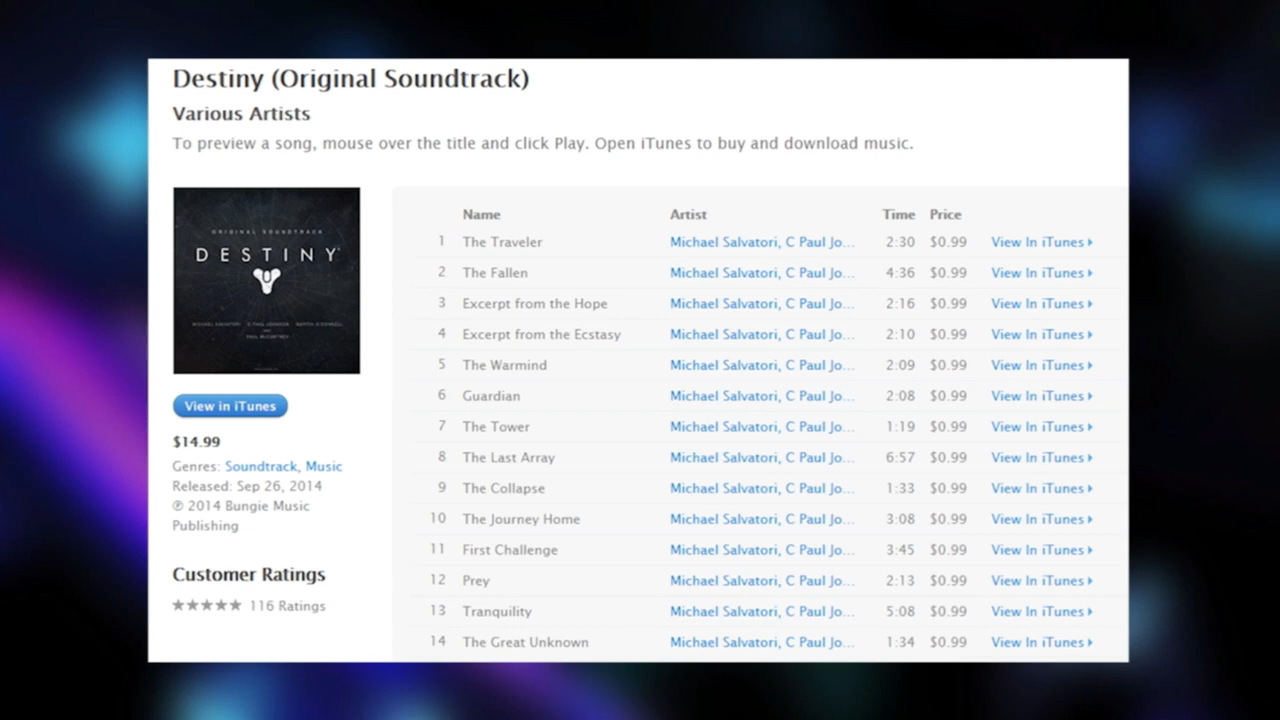 Destiny (Original Soundtrack)
Various Artists
To preview a song, mouse over the title and click Play. Open iTunes to buy and download music.
ORIGINAL SOUNDTRACK
DESTINY
MICHAEL SALVATORI C PAUL JOHNSON MARTIN O'DONNELL
AND
PAUL MCCARTNEY
View in iTunes
$14.99
Genres: Soundtrack, Music
Released: Sep 26, 2014
℗ 2014 Bungie Music
Publishing
Customer Ratings
★★★★★ 116 Ratings
Name Artist Time Price
1 The Traveler Michael Salvatori, C Paul Jo... 2:30 $0.99 View In iTunes
2 The Fallen Michael Salvatori, C Paul Jo... 4:36 $0.99 View In iTunes
3 Excerpt from the Hope Michael Salvatori, C Paul Jo... 2:16 $0.99 View In iTunes
4 Excerpt from the Ecstasy Michael Salvatori, C Paul Jo... 2:10 $0.99 View In iTunes
5 The Warmind Michael Salvatori, C Paul Jo... 2:09 $0.99 View In iTunes
6 Guardian Michael Salvatori, C Paul Jo... 2:08 $0.99 View In iTunes
7 The Tower Michael Salvatori, C Paul Jo... 1:19 $0.99 View In iTunes
8 The Last Array Michael Salvatori, C Paul Jo... 6:57 $0.99 View In iTunes
9 The Collapse Michael Salvatori, C Paul Jo... 1:33 $0.99 View In iTunes
10 The Journey Home Michael Salvatori, C Paul Jo... 3:08 $0.99 View In iTunes
11 First Challenge Michael Salvatori, C Paul Jo... 3:45 $0.99 View In iTunes
12 Prey Michael Salvatori, C Paul Jo... 2:13 $0.99 View In iTunes
13 Tranquility Michael Salvatori, C Paul Jo... 5:08 $0.99 View In iTunes
14 The Great Unknown Michael Salvatori, C Paul Jo... 1:34 $0.99 View In iTunes